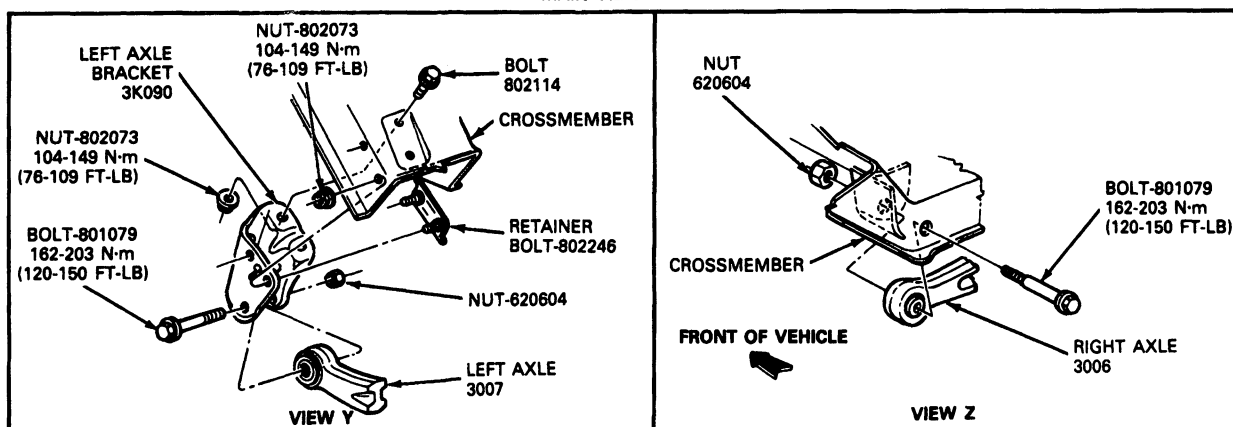 NUT-802073
104-149 N·m
(76-109 FT-LB)
LEFT AXLE
BRACKET
3K090
BOLT
802114
CROSSMEMBER
NUT-802073
104-149 N·m
(76-109 FT-LB)
BOLT-801079
162-203 N·m
(120-150 FT-LB)
RETAINER
BOLT-802246
NUT-620604
LEFT AXLE
3007
VIEW Y
NUT
620604
BOLT-801079
162-203 N·m
(120-150 FT-LB)
CROSSMEMBER
FRONT OF VEHICLE
RIGHT AXLE
3006
VIEW Z